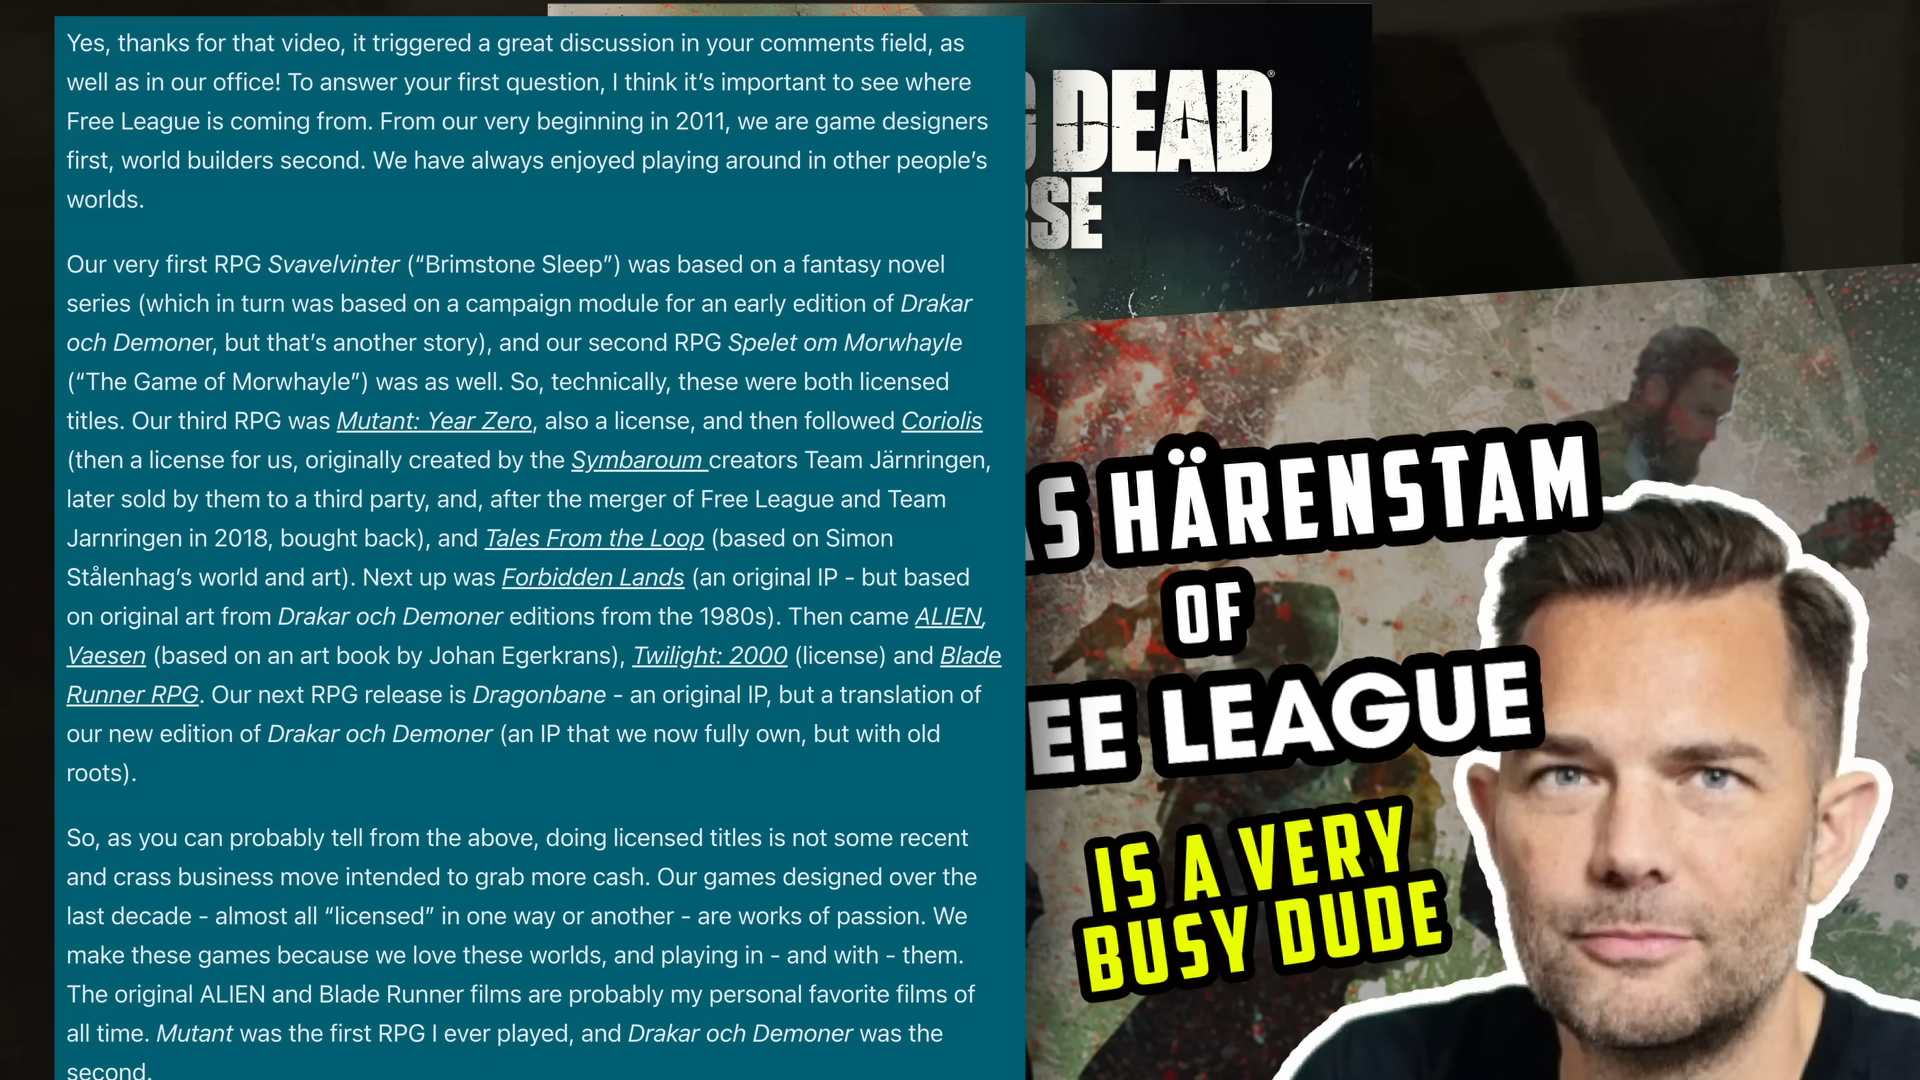 Yes, thanks for that video, it triggered a great discussion in your comments field, as
well as in our office! To answer your first question, I think it’s important to see where
Free League is coming from. From our very beginning in 2011, we are game designers
first, world builders second. We have always enjoyed playing around in other people’s
worlds.
Our very first RPG Svavelvinter (“Brimstone Sleep”) was based on a fantasy novel
series (which in turn was based on a campaign module for an early edition of Drakar
och Demoner, but that’s another story), and our second RPG Spelet om Morwhayle
(“The Game of Morwhayle”) was as well. So, technically, these were both licensed
titles. Our third RPG was Mutant: Year Zero, also a license, and then followed Coriolis
(then a license for us, originally created by the Symbaroum creators Team Järnringen,
later sold by them to a third party, and, after the merger of Free League and Team
Jarnringen in 2018, bought back), and Tales From the Loop (based on Simon
Stålenhag’s world and art). Next up was Forbidden Lands (an original IP - but based
on original art from Drakar och Demoner editions from the 1980s). Then came ALIEN,
Vaesen (based on an art book by Johan Egerkrans), Twilight: 2000 (license) and Blade
Runner RPG. Our next RPG release is Dragonbane - an original IP, but a translation of
our new edition of Drakar och Demoner (an IP that we now fully own, but with old
roots).
So, as you can probably tell from the above, doing licensed titles is not some recent
and crass business move intended to grab more cash. Our games designed over the
last decade - almost all “licensed” in one way or another - are works of passion. We
make these games because we love these worlds, and playing in - and with - them.
The original ALIEN and Blade Runner films are probably my personal favorite films of
all time. Mutant was the first RPG I ever played, and Drakar och Demoner was the
second.
G DEAD®
RSE
AS HÄRENSTAM
OF
EE LEAGUE
IS A VERY
BUSY DUDE